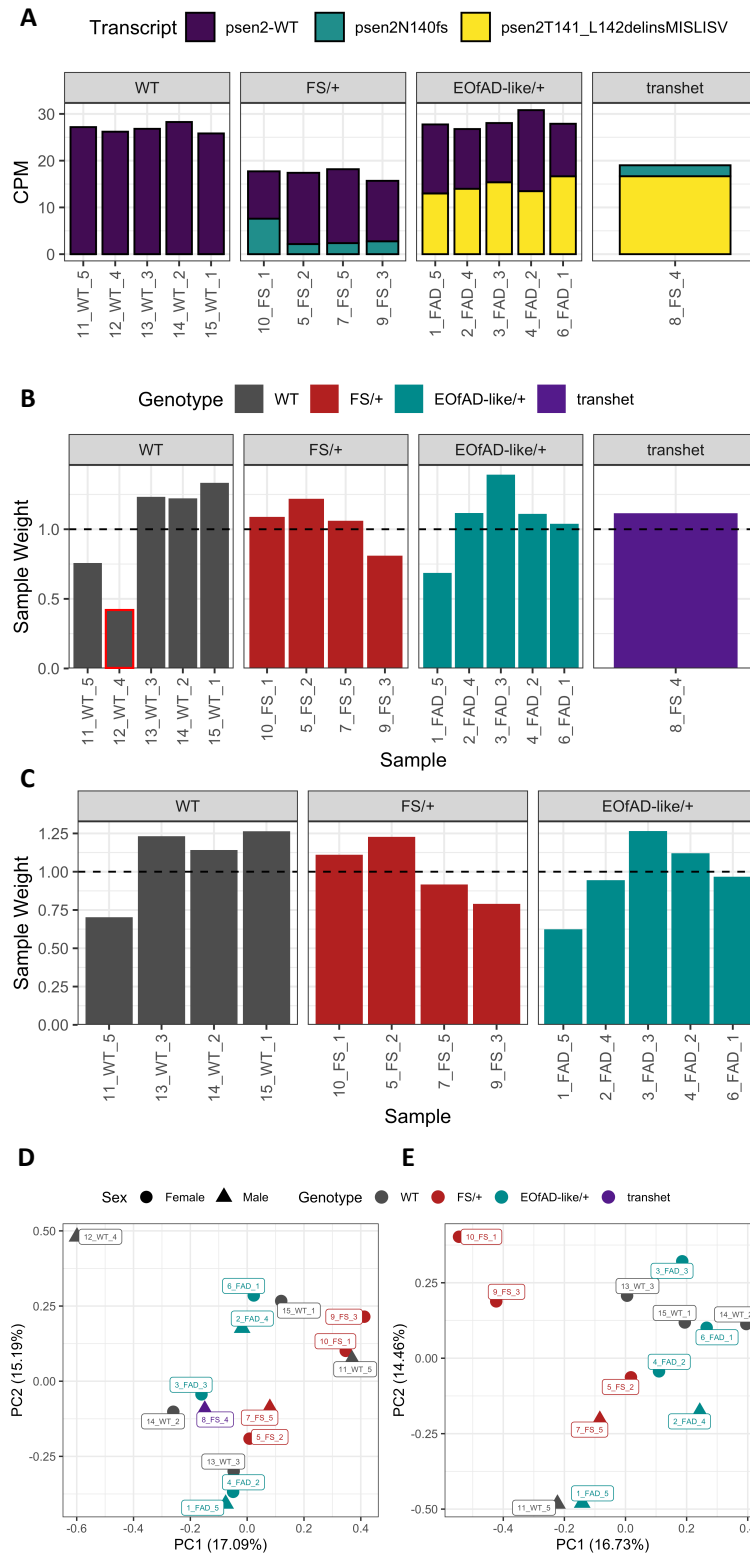 A
Transcript psen2-WT psen2N140fs psen2T141_L142delinsMISLISV
WT FS/+ EOfAD-like/+ transhet
30
20
10
0
CPM
11_WT_5 12_WT_4 13_WT_3 14_WT_2 15_WT_1 10_FS_1 5_FS_2 7_FS_5 9_FS_3 1_FAD_5 2_FAD_4 3_FAD_3 4_FAD_2 6_FAD_1 8_FS_4
B
Genotype WT FS/+ EOfAD-like/+ transhet
WT FS/+ EOfAD-like/+ transhet
1.0
0.5
0.0
Sample Weight
11_WT_5 12_WT_4 13_WT_3 14_WT_2 15_WT_1 10_FS_1 5_FS_2 7_FS_5 9_FS_3 1_FAD_5 2_FAD_4 3_FAD_3 4_FAD_2 6_FAD_1 8_FS_4
Sample
C
WT FS/+ EOfAD-like/+
1.25
1.00
0.75
0.50
0.25
0.00
Sample Weight
11_WT_5 13_WT_3 14_WT_2 15_WT_1 10_FS_1 5_FS_2 7_FS_5 9_FS_3 1_FAD_5 2_FAD_4 3_FAD_3 4_FAD_2 6_FAD_1
Sample
D E
Sex Female Male Genotype WT FS/+ EOfAD-like/+ transhet
0.50
0.25
0.00
-0.25
PC2 (15.19%)
12_WT_4
6_FAD_1
15_WT_1
2_FAD_4
9_FS_3
10_FS_1
11_WT_5
3_FAD_3
8_FS_4
14_WT_2
7_FS_5
5_FS_2
13_WT_3
4_FAD_2
1_FAD_5
-0.6 -0.4 -0.2 0.0 0.2 0.4
PC1 (17.09%)
0.25
0.00
-0.25
-0.50
PC2 (14.46%)
10_FS_1
3_FAD_3
9_FS_3
13_WT_3
15_WT_1
14_WT_2
6_FAD_1
4_FAD_2
5_FS_2
2_FAD_4
7_FS_5
1_FAD_5
11_WT_5
-0.4 -0.2 0.0 0.2 0.4
PC1 (16.73%)